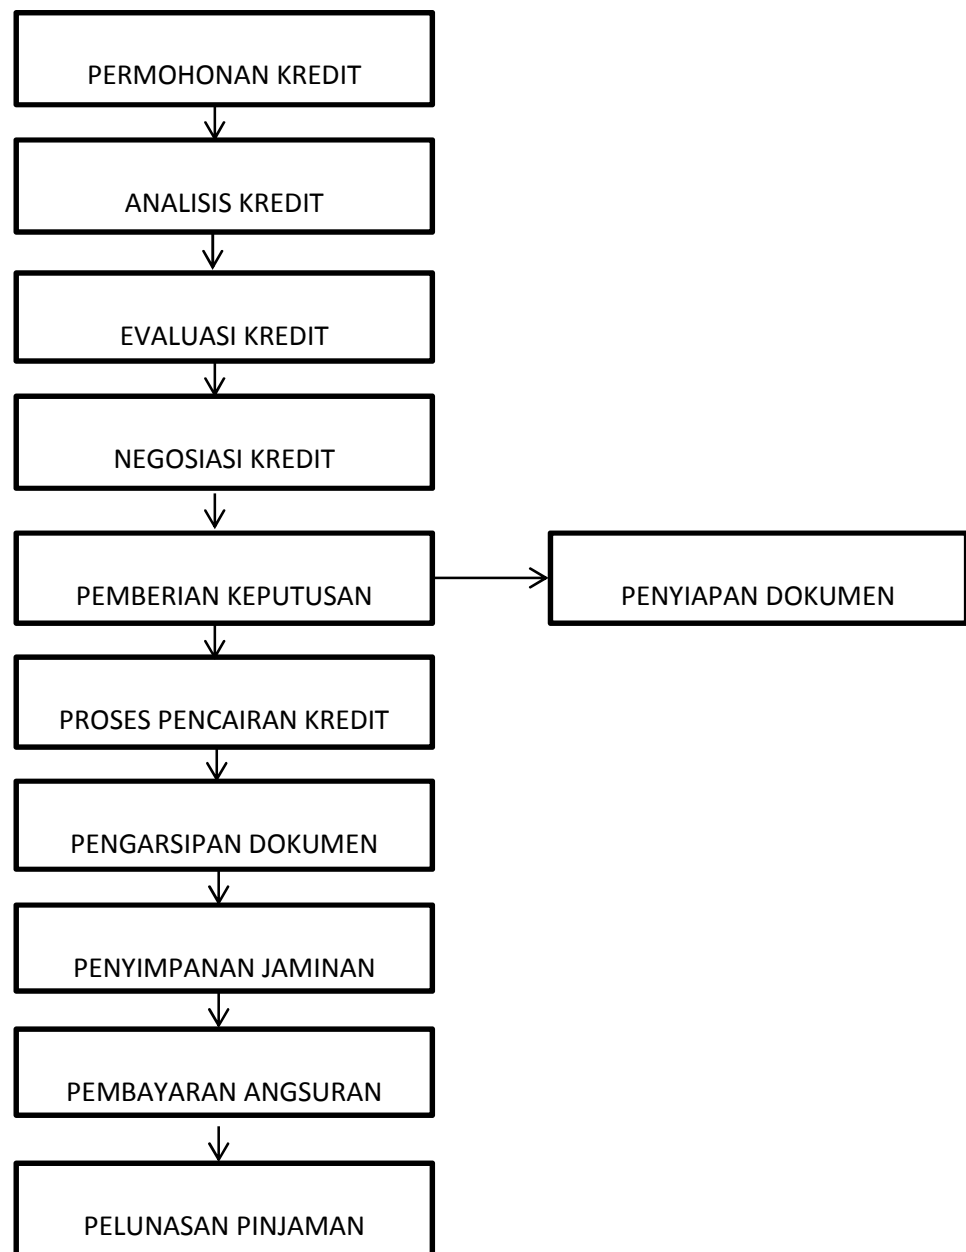 PERMOHONAN KREDIT
ANALISIS KREDIT
EVALUASI KREDIT
NEGOSIASI KREDIT
PEMBERIAN KEPUTUSAN
PENYIAPAN DOKUMEN
PROSES PENCAIRAN KREDIT
PENGARSIPAN DOKUMEN
PENYIMPANAN JAMINAN
PEMBAYARAN ANGSURAN
PELUNASAN PINJAMAN